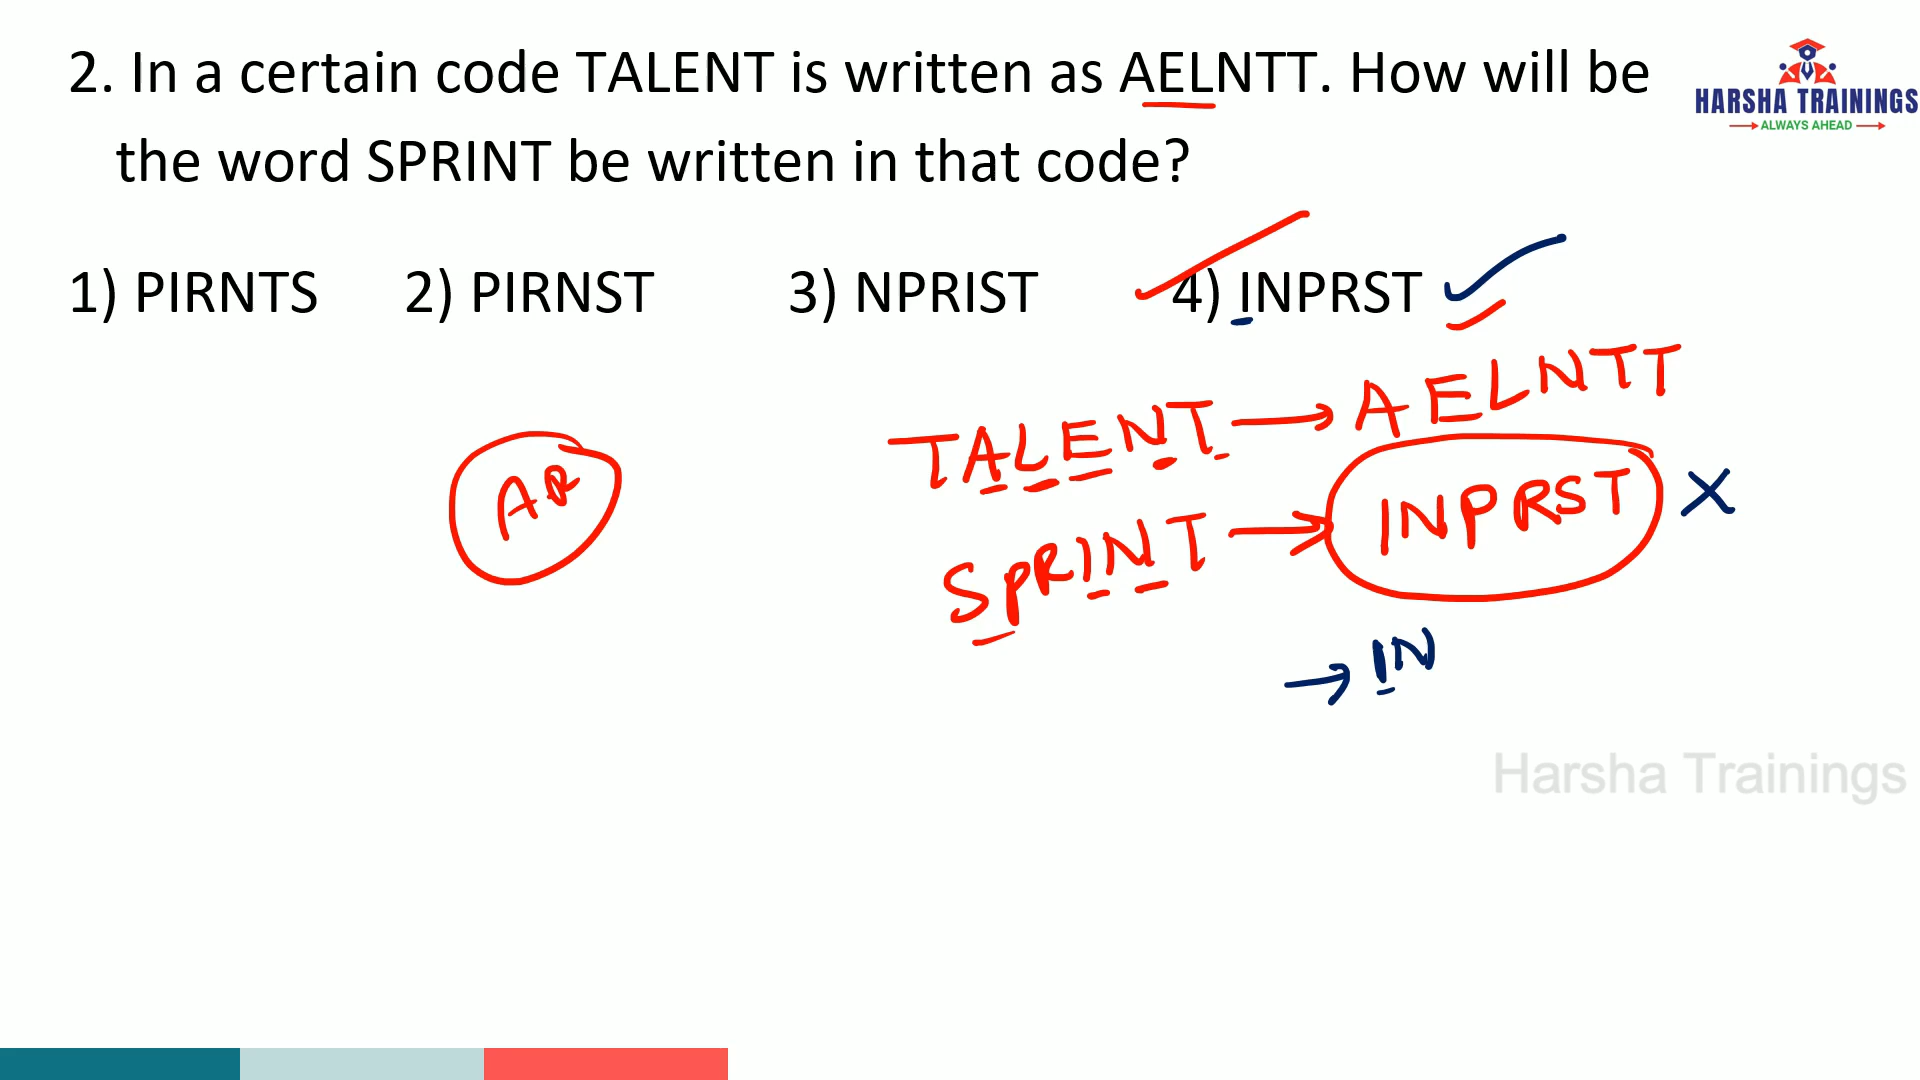 2. In a certain code TALENT is written as AELNTT. How will be
the word SPRINT be written in that code?
HARSHA TRAININGS
ALWAYS AHEAD
1) PIRNTS 2) PIRNST 3) NPRIST 4) INPRST
TALENT → AELNTT
AR
SPRINT → INPRST X
→ IN
Harsha Trainings